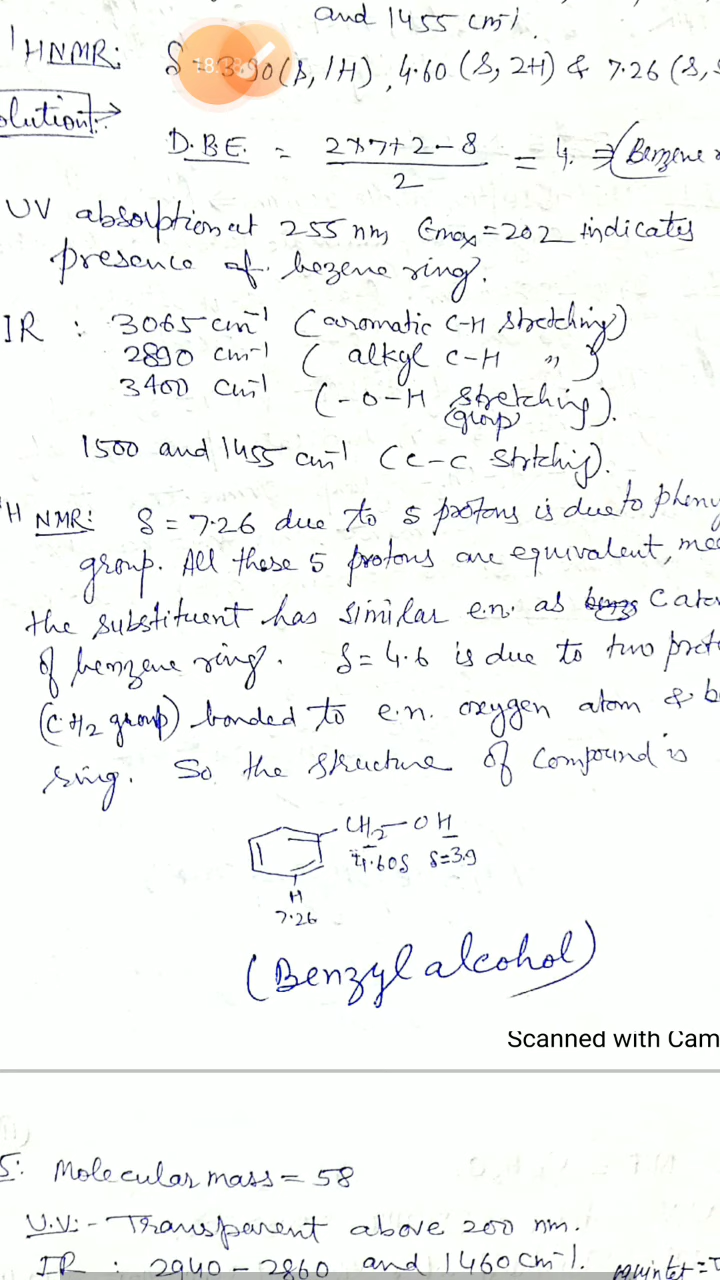 and 1455 cm-1.
1HNMR: δ = 3.90 (s, 1H), 4.60 (s, 2H) & 7.26 (s,
olution:→
D.B.E. = 2×7+2-8 / 2 = 4. ⇒ (Benzene
UV absorption at 255 nm, Emax = 202 indicates
presence of bezene ring.
IR : 3065 cm-1 (aromatic C-H stretching)
2890 cm-1 ( alkyl C-H " )
3400 cm-1 (-O-H stretching).
group
1500 and 1455 cm-1 (C-C strtchig).
H NMR: δ = 7.26 due to 5 protons is due to pheny
group. All these 5 protons are equivalent, mea
the substituent has similar e.n. as C ato
of benzene ring. δ = 4.6 is due to two prot
(CH2 group) bonded to e.n. oxygen atom & b
ring. So the structure of compound is
CH2-OH
4.60δ δ=3.9
H
7.26
(Benzyl alcohol)
Scanned with Cam
5: Molecular mass = 58
U.V:- Transparent above 200 nm.
IR : 2940 - 2860 and 1460 cm-1. quintet =